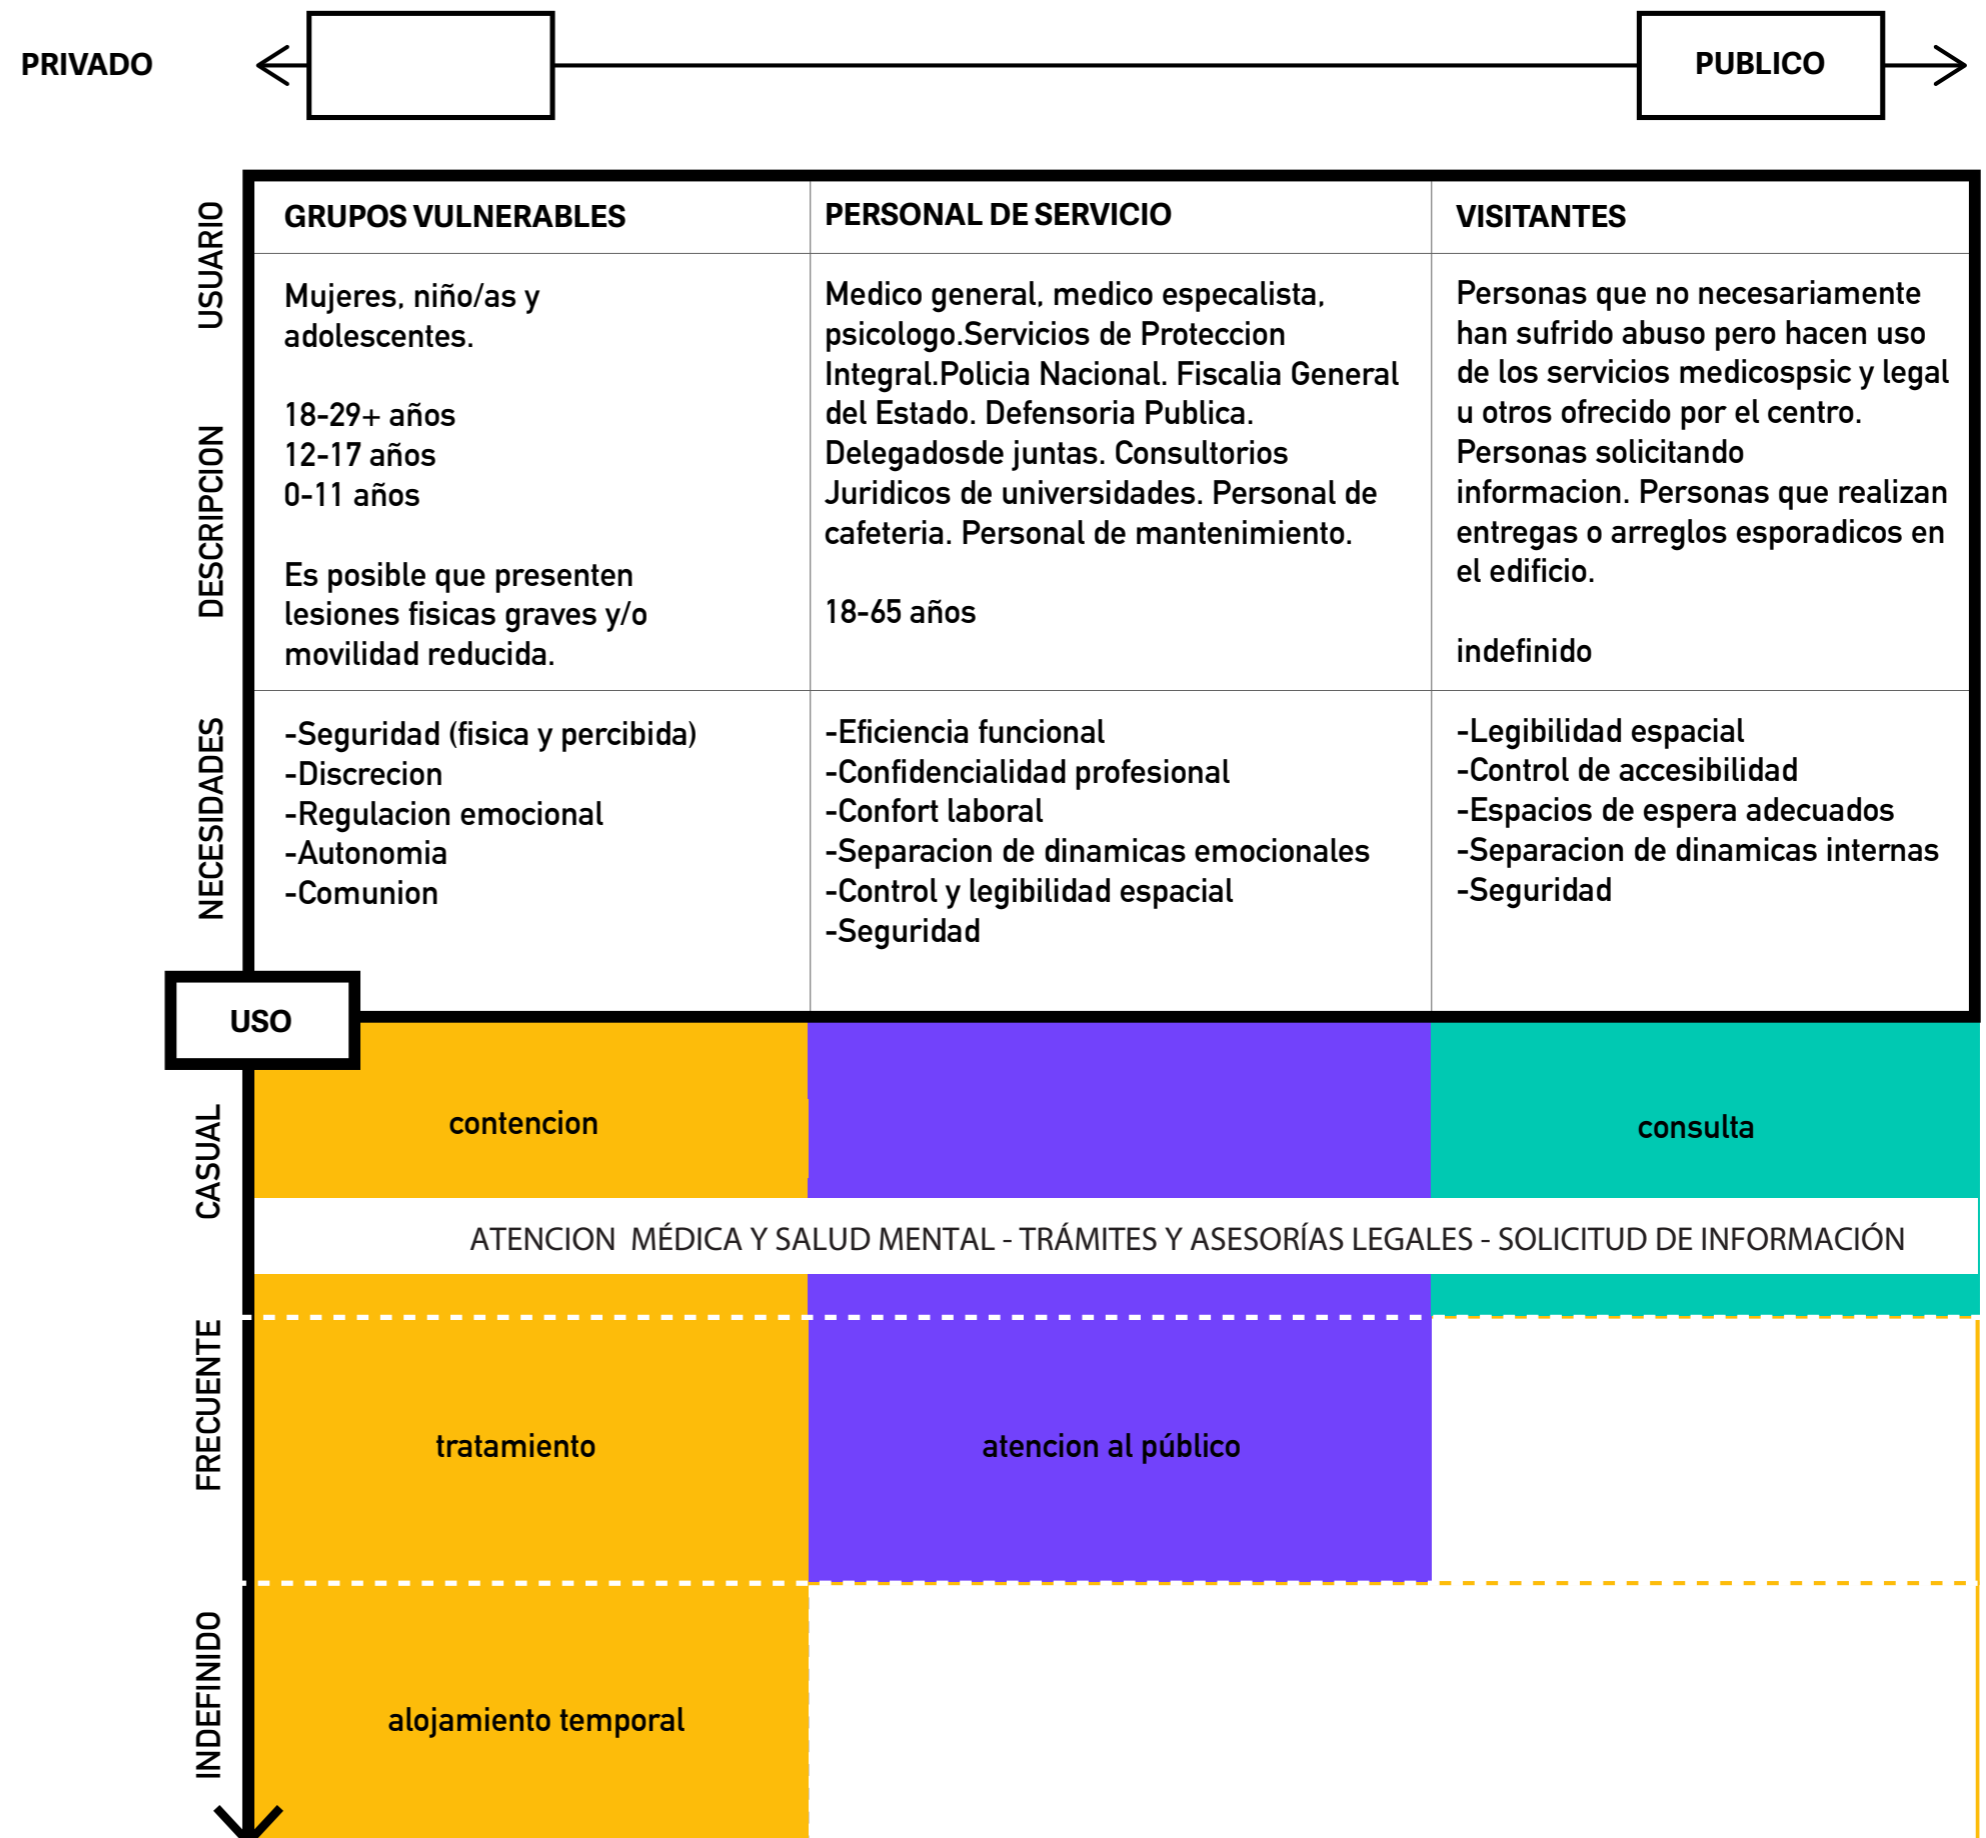 PRIVADO
PUBLICO
USUARIO
GRUPOS VULNERABLES
PERSONAL DE SERVICIO
VISITANTES
DESCRIPCION
Mujeres, niño/as y
adolescentes.
18-29+ años
12-17 años
0-11 años
Es posible que presenten
lesiones fisicas graves y/o
movilidad reducida.
Medico general, medico especalista,
psicologo.Servicios de Proteccion
Integral.Policia Nacional. Fiscalia General
del Estado. Defensoria Publica.
Delegadosde juntas. Consultorios
Juridicos de universidades. Personal de
cafeteria. Personal de mantenimiento.
18-65 años
Personas que no necesariamente
han sufrido abuso pero hacen uso
de los servicios medicospsic y legal
u otros ofrecido por el centro.
Personas solicitando
informacion. Personas que realizan
entregas o arreglos esporadicos en
el edificio.
indefinido
NECESIDADES
-Seguridad (fisica y percibida)
-Discrecion
-Regulacion emocional
-Autonomia
-Comunion
-Eficiencia funcional
-Confidencialidad profesional
-Confort laboral
-Separacion de dinamicas emocionales
-Control y legibilidad espacial
-Seguridad
-Legibilidad espacial
-Control de accesibilidad
-Espacios de espera adecuados
-Separacion de dinamicas internas
-Seguridad
USO
CASUAL
contencion
consulta
ATENCION  MÉDICA Y SALUD MENTAL - TRÁMITES Y ASESORÍAS LEGALES - SOLICITUD DE INFORMACIÓN
FRECUENTE
tratamiento
atencion al público
INDEFINIDO
alojamiento temporal